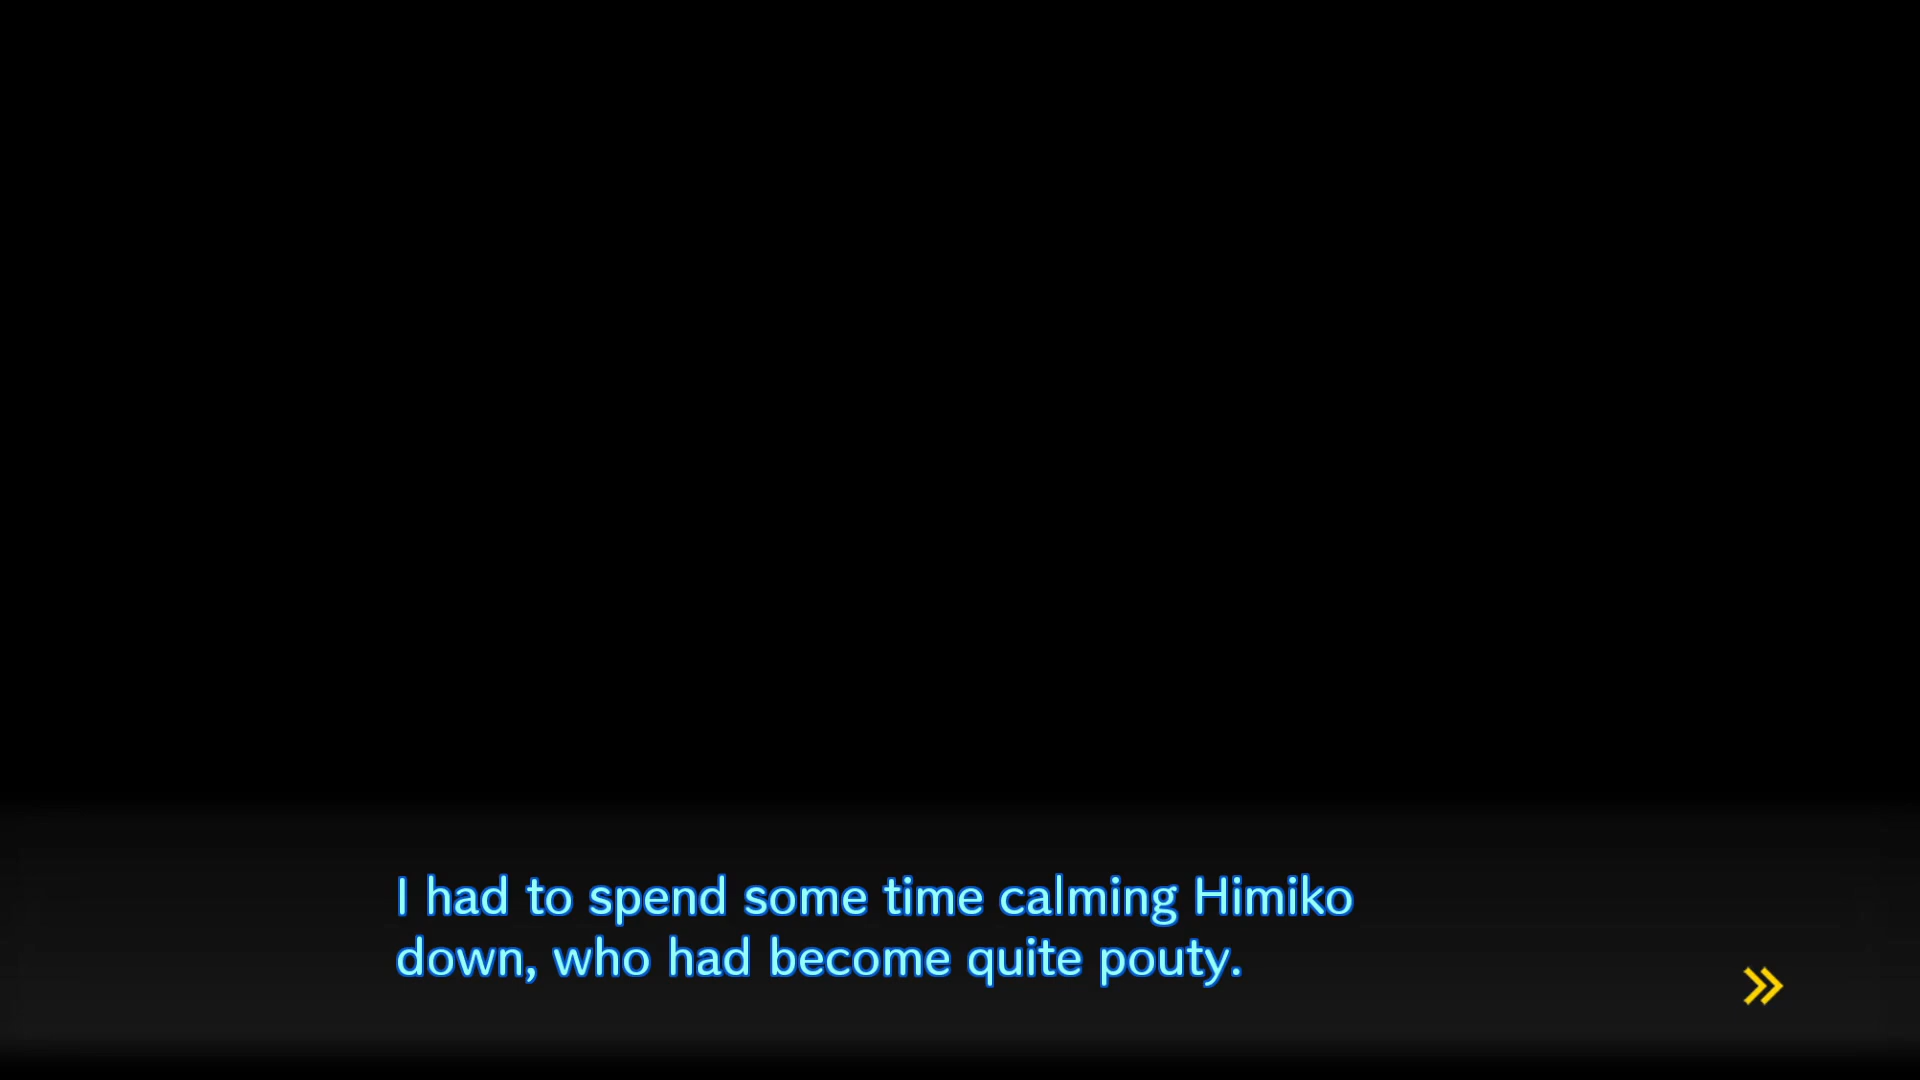 I had to spend some time calming Himiko
down, who had become quite pouty.